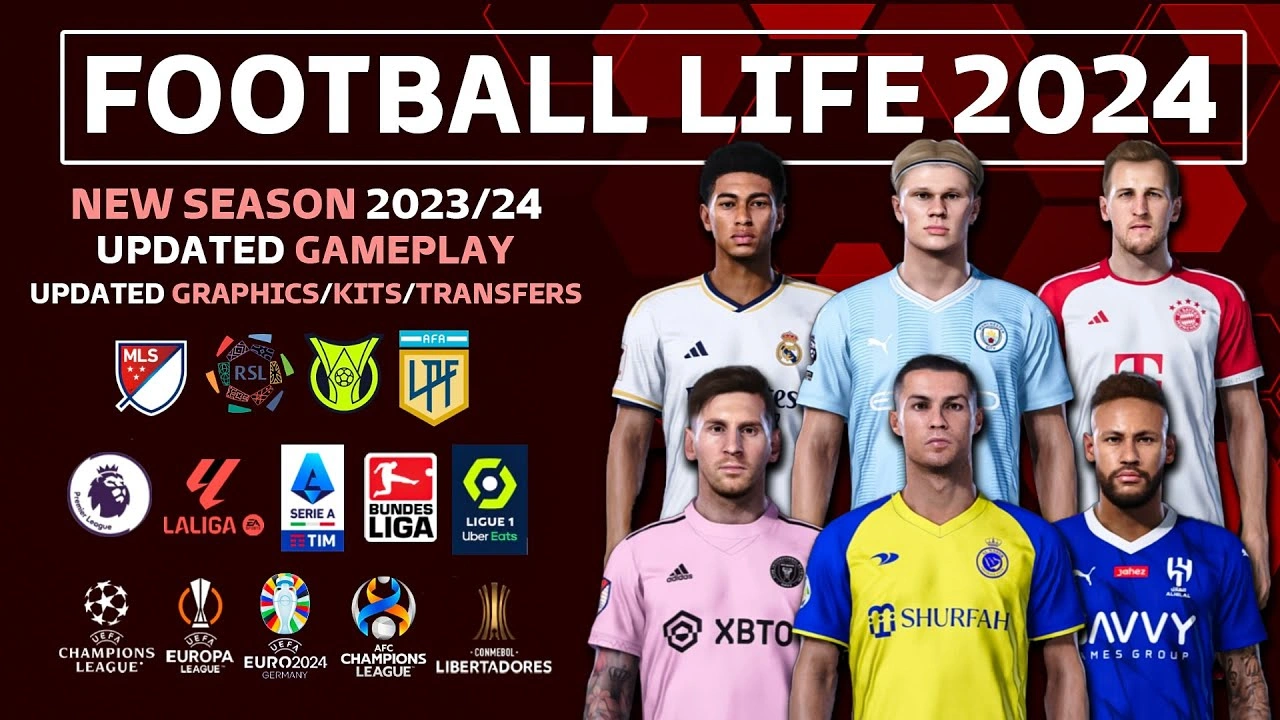 FOOTBALL LIFE 2024
NEW SEASON 2023/24
UPDATED GAMEPLAY
UPDATED GRAPHICS/KITS/TRANSFERS
MLS
RSL
AFA
LPF
Premier League
LALIGA EA
SERIE A
TIM
BUNDES
LIGA
LIGUE 1
Uber Eats
UEFA
CHAMPIONS
LEAGUE
UEFA
EUROPA
LEAGUE
UEFA
EURO2024
GERMANY
AFC
CHAMPIONS
LEAGUE
CONMEBOL
LIBERTADORES
T
XBTO
SHURFAH
jahez
ALHILAL
SAVVY
GAMES GROUP